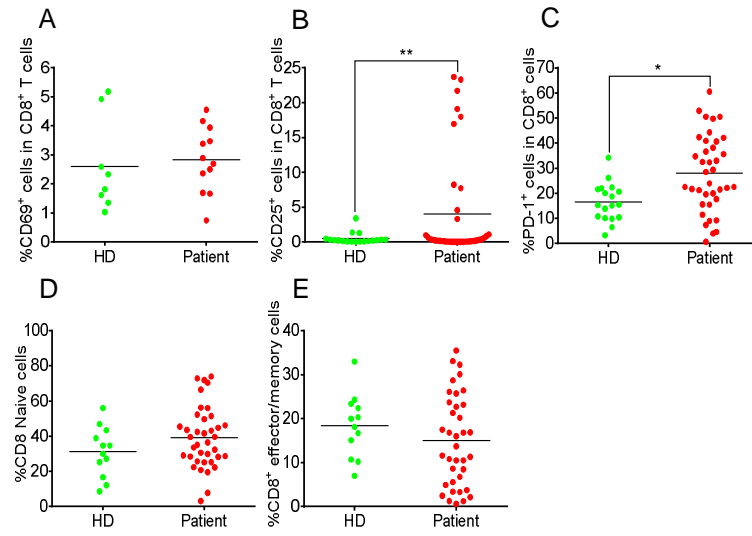 A
%CD69⁺ cells in CD8⁺ T cells
6
5
4
3
2
1
0
HD
Patient
B
%CD25⁺ cells in CD8⁺ T cells
25
20
15
10
5
0
**
HD
Patient
C
%PD-1⁺ cells in CD8⁺ cells
70
60
50
40
30
20
10
0
*
HD
Patient
D
%CD8 Naive cells
100
80
60
40
20
0
HD
Patient
E
%CD8⁺ effector/memory cells
40
30
20
10
0
HD
Patient